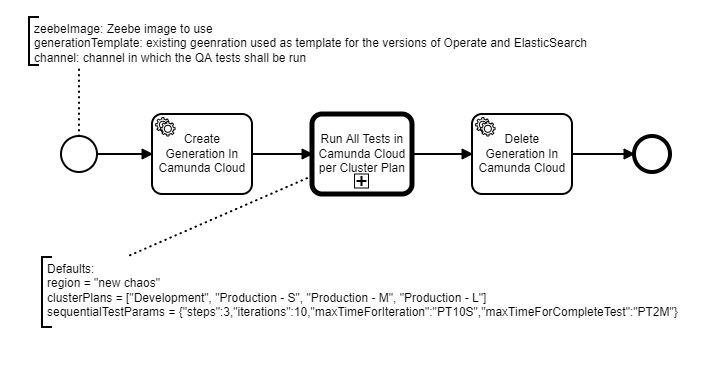 zeebeImage: Zeebe image to use
generationTemplate: existing geenration used as template for the versions of Operate and ElasticSearch
channel: channel in which the QA tests shall be run
Create
Generation In
Camunda Cloud
Run All Tests in
Camunda Cloud
per Cluster Plan
Delete
Generation In
Camunda Cloud
Defaults:
region = "new chaos"
clusterPlans = ["Development", "Production - S", "Production - M", "Production - L"]
sequentialTestParams = {"steps":3,"iterations":10,"maxTimeForIteration":"PT10S","maxTimeForCompleteTest":"PT2M"}